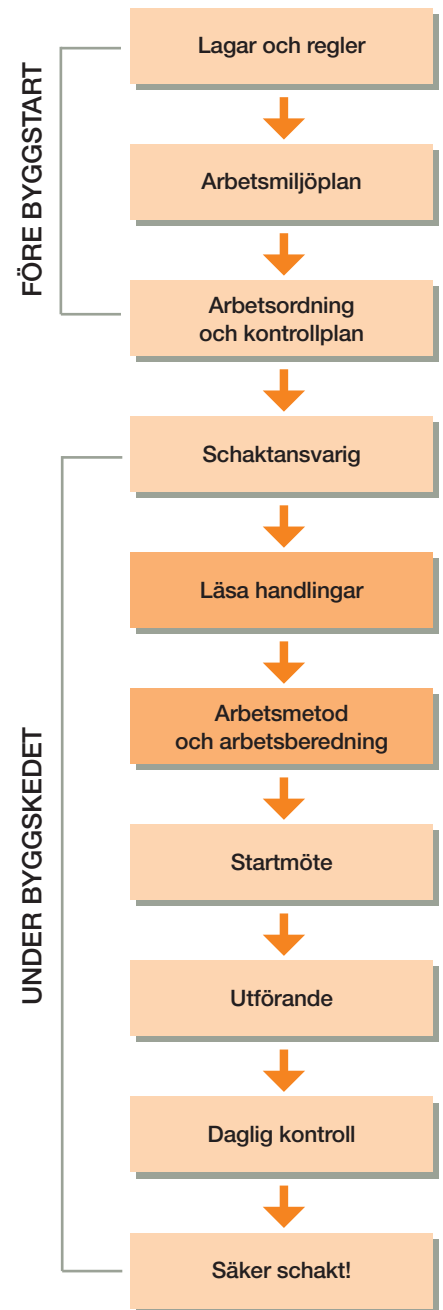 FÖRE BYGGSTART
Lagar och regler
Arbetsmiljöplan
Arbetsordning
och kontrollplan
UNDER BYGGSKEDET
Schaktansvarig
Läsa handlingar
Arbetsmetod
och arbetsberedning
Startmöte
Utförande
Daglig kontroll
Säker schakt!